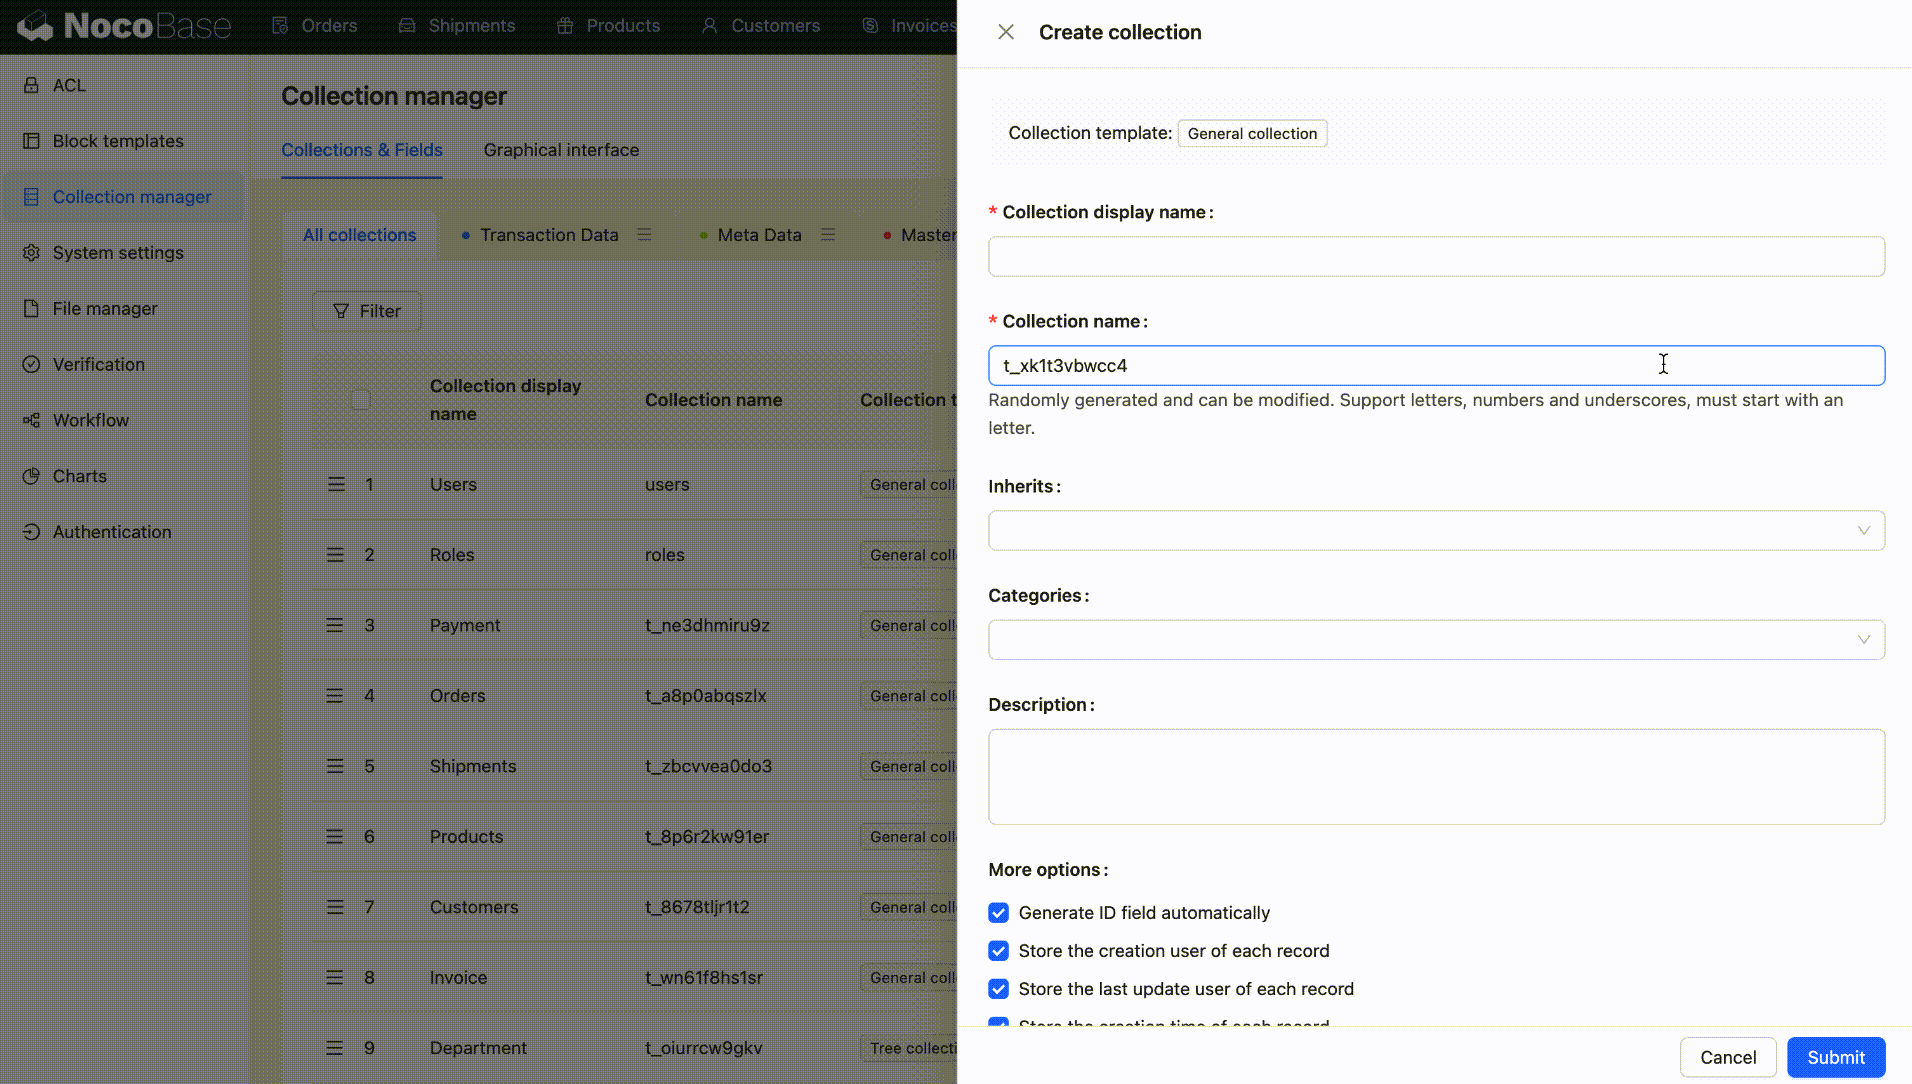 NocoBase
Orders
Shipments
Products
Customers
Invoices
ACL
Block templates
Collection manager
System settings
File manager
Verification
Workflow
Charts
Authentication
Collection manager
Collections & Fields
Graphical interface
All collections
Transaction Data
Meta Data
Master
Filter
Collection display
name
Collection name
Collection t
1 Users users General coll
2 Roles roles General coll
3 Payment t_ne3dhmiru9z General coll
4 Orders t_a8p0abqszlx General coll
5 Shipments t_zbcvvea0do3 General coll
6 Products t_8p6r2kw91er General coll
7 Customers t_8678tljr1t2 General coll
8 Invoice t_wn61f8hs1sr General coll
9 Department t_oiurrcw9gkv Tree collecti
Create collection
Collection template: General collection
* Collection display name:
* Collection name:
t_xk1t3vbwcc4
Randomly generated and can be modified. Support letters, numbers and underscores, must start with an
letter.
Inherits:
Categories:
Description:
More options:
Generate ID field automatically
Store the creation user of each record
Store the last update user of each record
Store the creation time of each record
Cancel
Submit